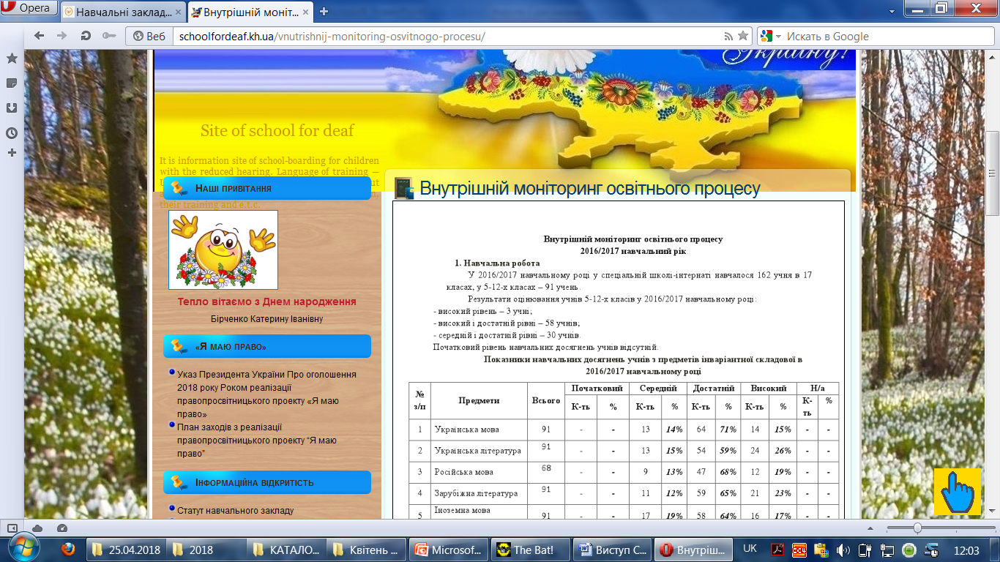 Opera
Навчальні заклад...
Внутрішній моніт...
Веб
schoolfordeaf.kh.ua/vnutrishnij-monitoring-osvitnogo-procesu/
Искать в Google
Україну!
Site of school for deaf
It is information site of school-boarding for children
with the reduced hearing. Language of training —
their training and e.t.c.
Наші привітання
Тепло вітаємо з Днем народження
Бірченко Катерину Іванівну
«Я маю право»
Указ Президента України Про оголошення
2018 року Роком реалізації
правопросвітницького проекту «Я маю
право»
План заходів з реалізації
правопросвітницького проекту “Я маю
право”
Інформаційна відкритість
Статут навчального закладу
Внутрішній моніторинг освітнього процесу
Внутрішній моніторинг освітнього процесу
2016/2017 навчальний рік
1. Навчальна робота
У 2016/2017 навчальному році у спеціальній школі-інтернаті навчалося 162 учня в 17
класах, у 5-12-х класах – 91 учень.
Результати оцінювання учнів 5-12-х класів у 2016/2017 навчальному році:
- високий рівень – 3 учні;
- високий і достатній рівні – 58 учнів;
- середній і достатній рівні – 30 учнів.
Початковий рівень навчальних досягнень учнів відсутній.
Показники навчальних досягнень учнів з предметів інваріантної складової в
2016/2017 навчальному році
№ з/п Предмети Всього Початковий Середній Достатній Високий Н/а
К-ть % К-ть % К-ть % К-ть % К-ть %
1 Українська мова 91 - - 13 14% 64 71% 14 15% - -
2 Українська література 91 - - 13 15% 54 59% 24 26% - -
3 Російська мова 68 - - 9 13% 47 68% 12 19% - -
4 Зарубіжна література 91 - - 11 12% 59 65% 21 23% - -
5 Іноземна мова 91 - - 17 19% 58 64% 16 17% - -
25.04.2018
2018
КАТАЛО...
Квітень ...
Microsof...
The Bat!
Виступ С...
Внутріш...
UK
12:03